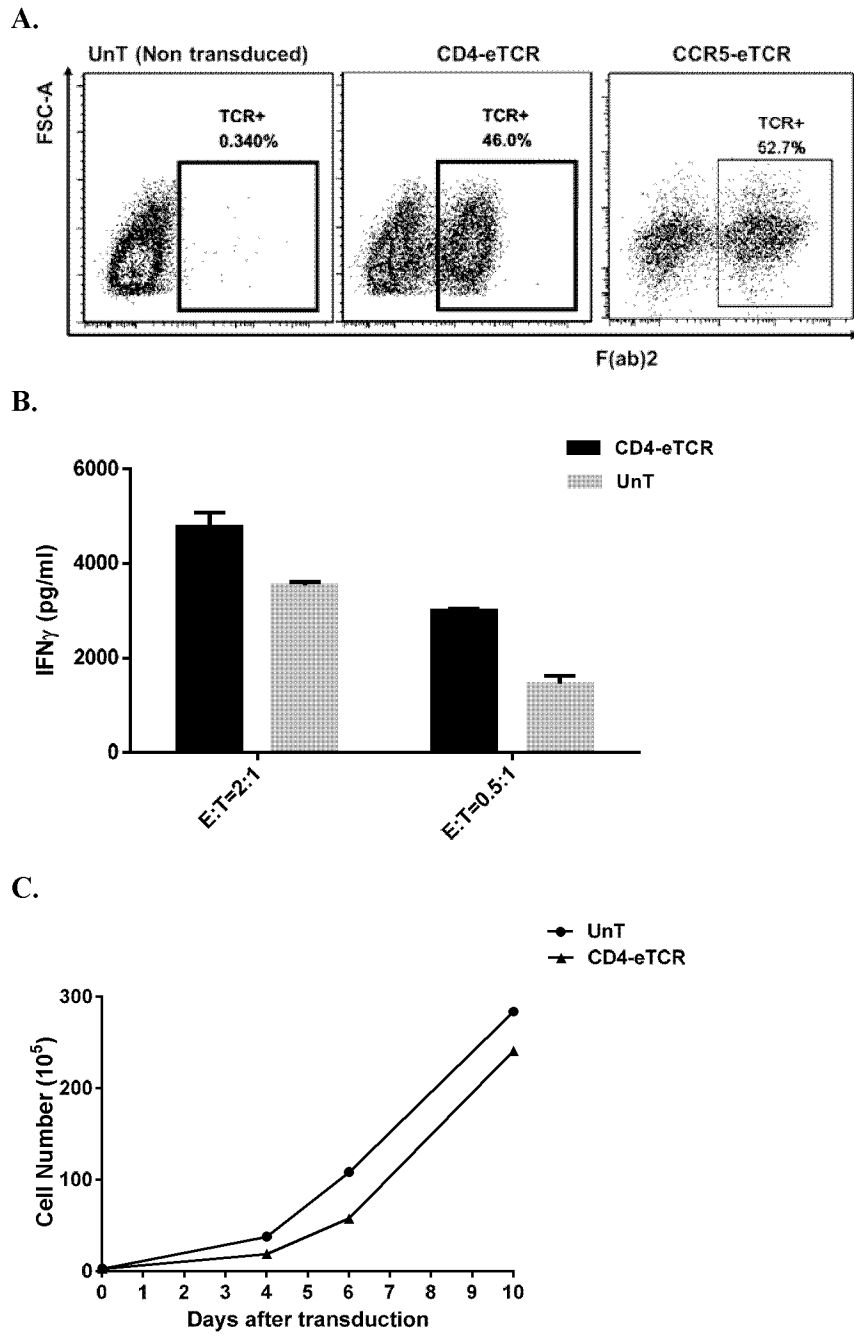 A.
UnT (Non transduced)
CD4-eTCR
CCR5-eTCR
FSC-A
TCR+
0.340%
TCR+
46.0%
TCR+
52.7%
F(ab)2
B.
CD4-eTCR
UnT
IFNγ (pg/ml)
6000
4000
2000
0
E:T=2:1
E:T=0.5:1
C.
UnT
CD4-eTCR
Cell Number (10⁵)
300
200
100
0
0 1 2 3 4 5 6 7 8 9 10
Days after transduction